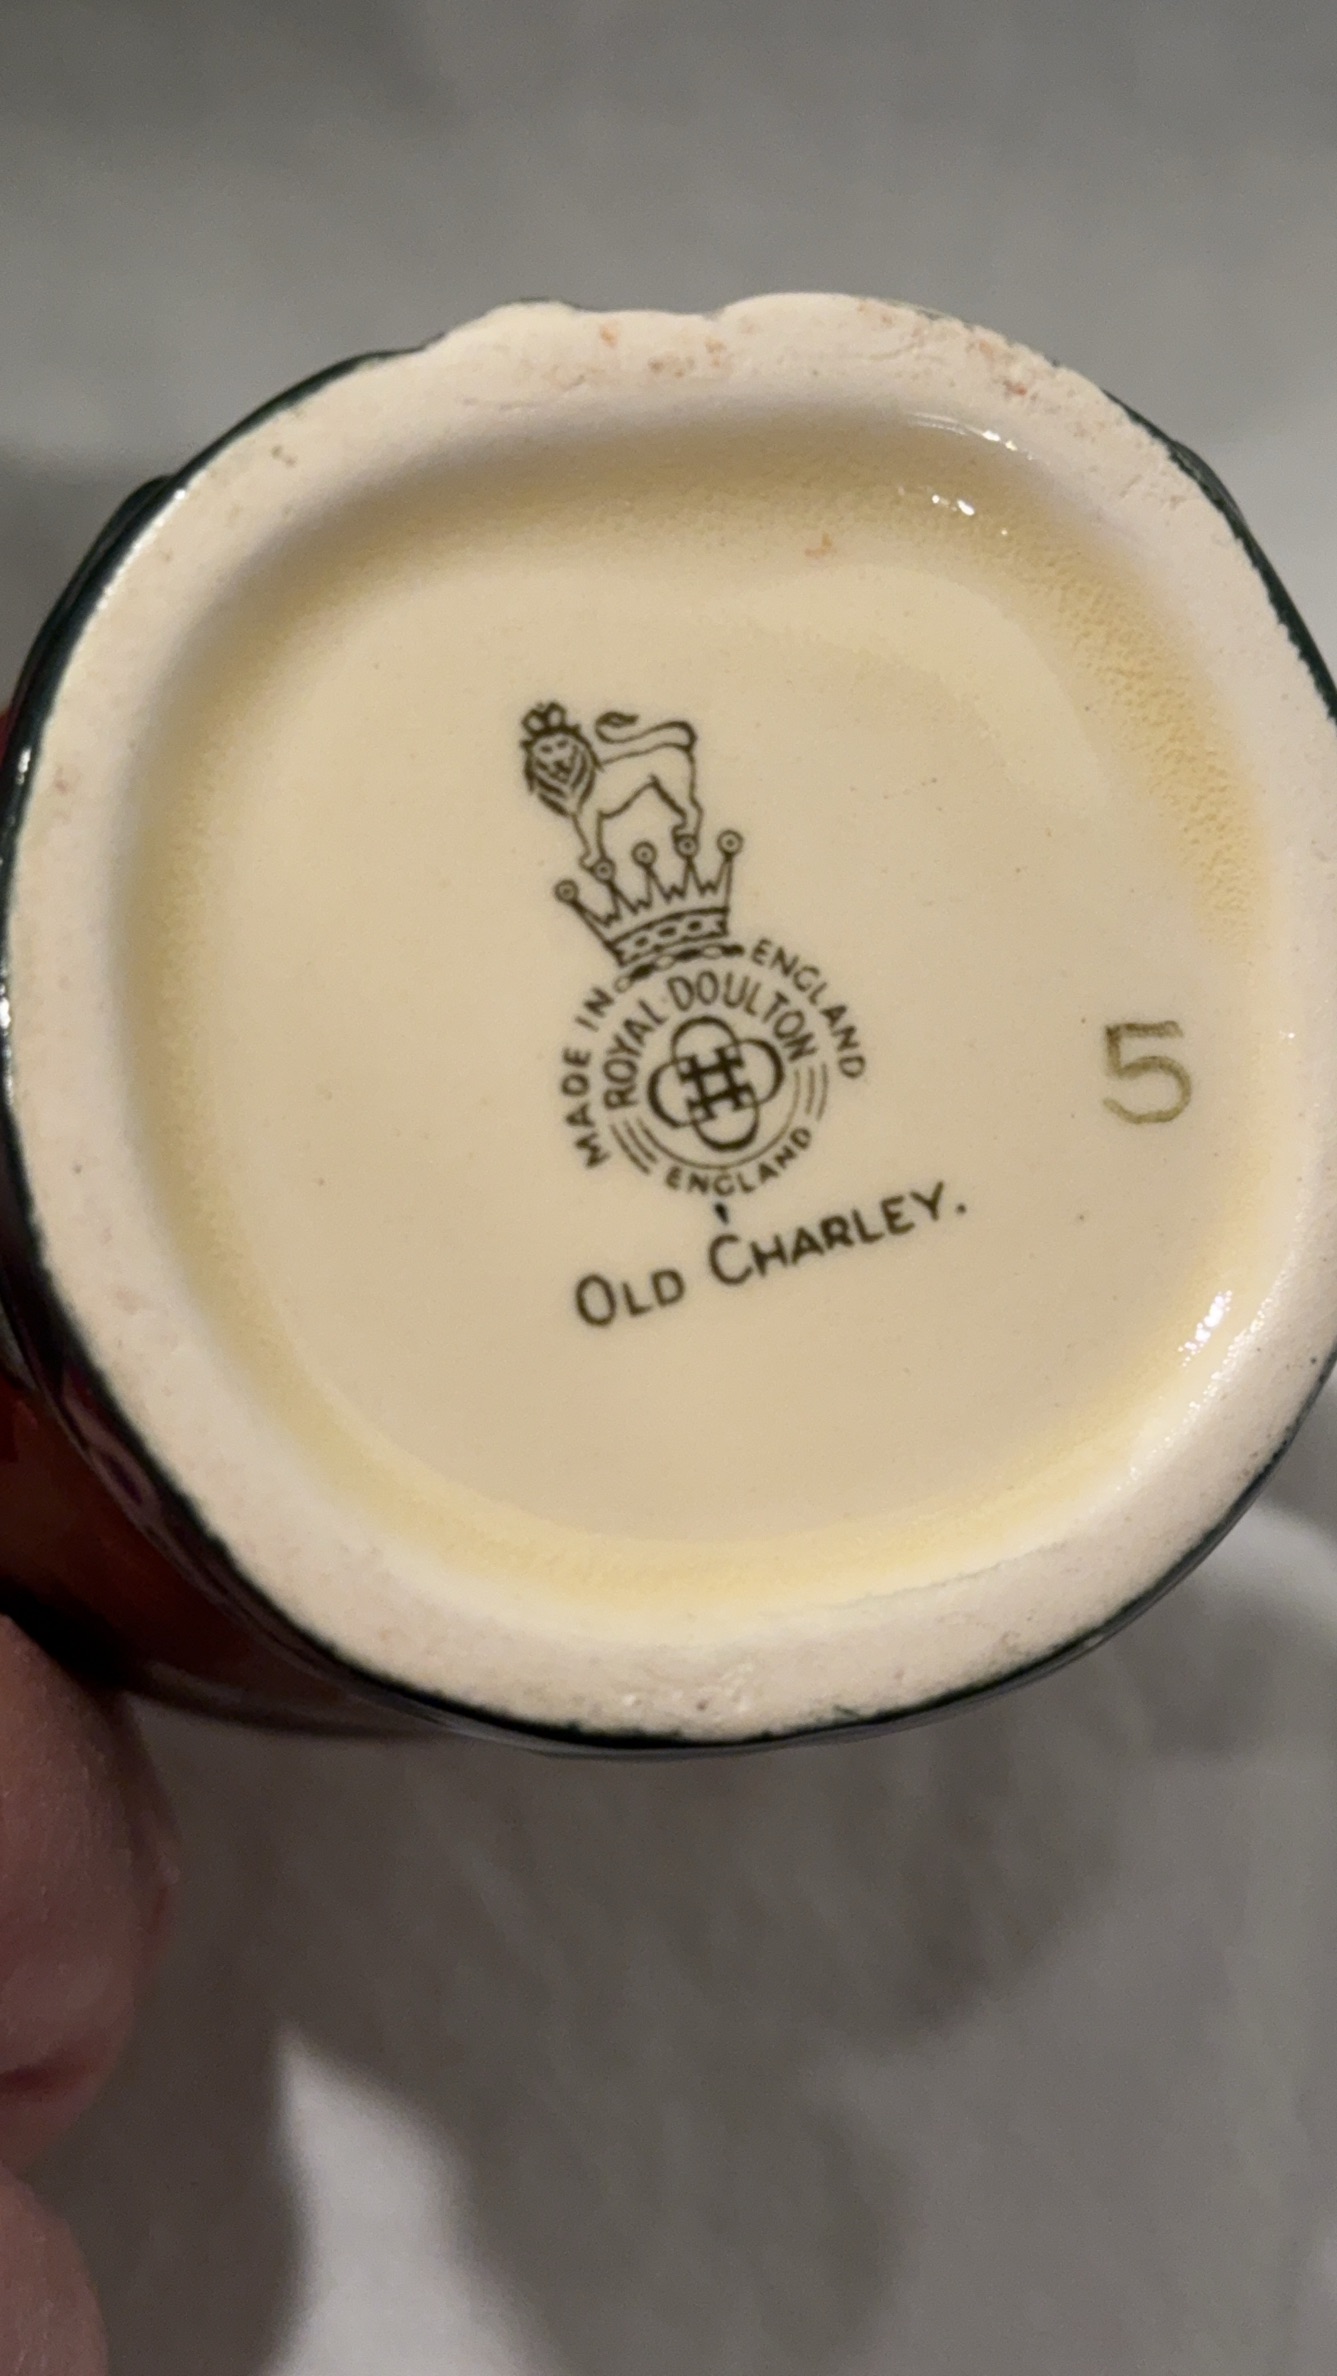 MADE IN ENGLAND
ROYAL·DOULTON
ENGLAND
OLD CHARLEY.
5